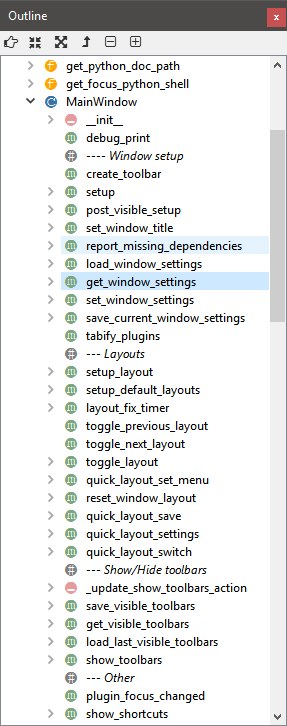 Outline
get_python_doc_path
get_focus_python_shell
MainWindow
__init__
debug_print
---- Window setup
create_toolbar
setup
post_visible_setup
set_window_title
report_missing_dependencies
load_window_settings
get_window_settings
set_window_settings
save_current_window_settings
tabify_plugins
--- Layouts
setup_layout
setup_default_layouts
layout_fix_timer
toggle_previous_layout
toggle_next_layout
toggle_layout
quick_layout_set_menu
reset_window_layout
quick_layout_save
quick_layout_settings
quick_layout_switch
--- Show/Hide toolbars
_update_show_toolbars_action
save_visible_toolbars
get_visible_toolbars
load_last_visible_toolbars
show_toolbars
--- Other
plugin_focus_changed
show_shortcuts